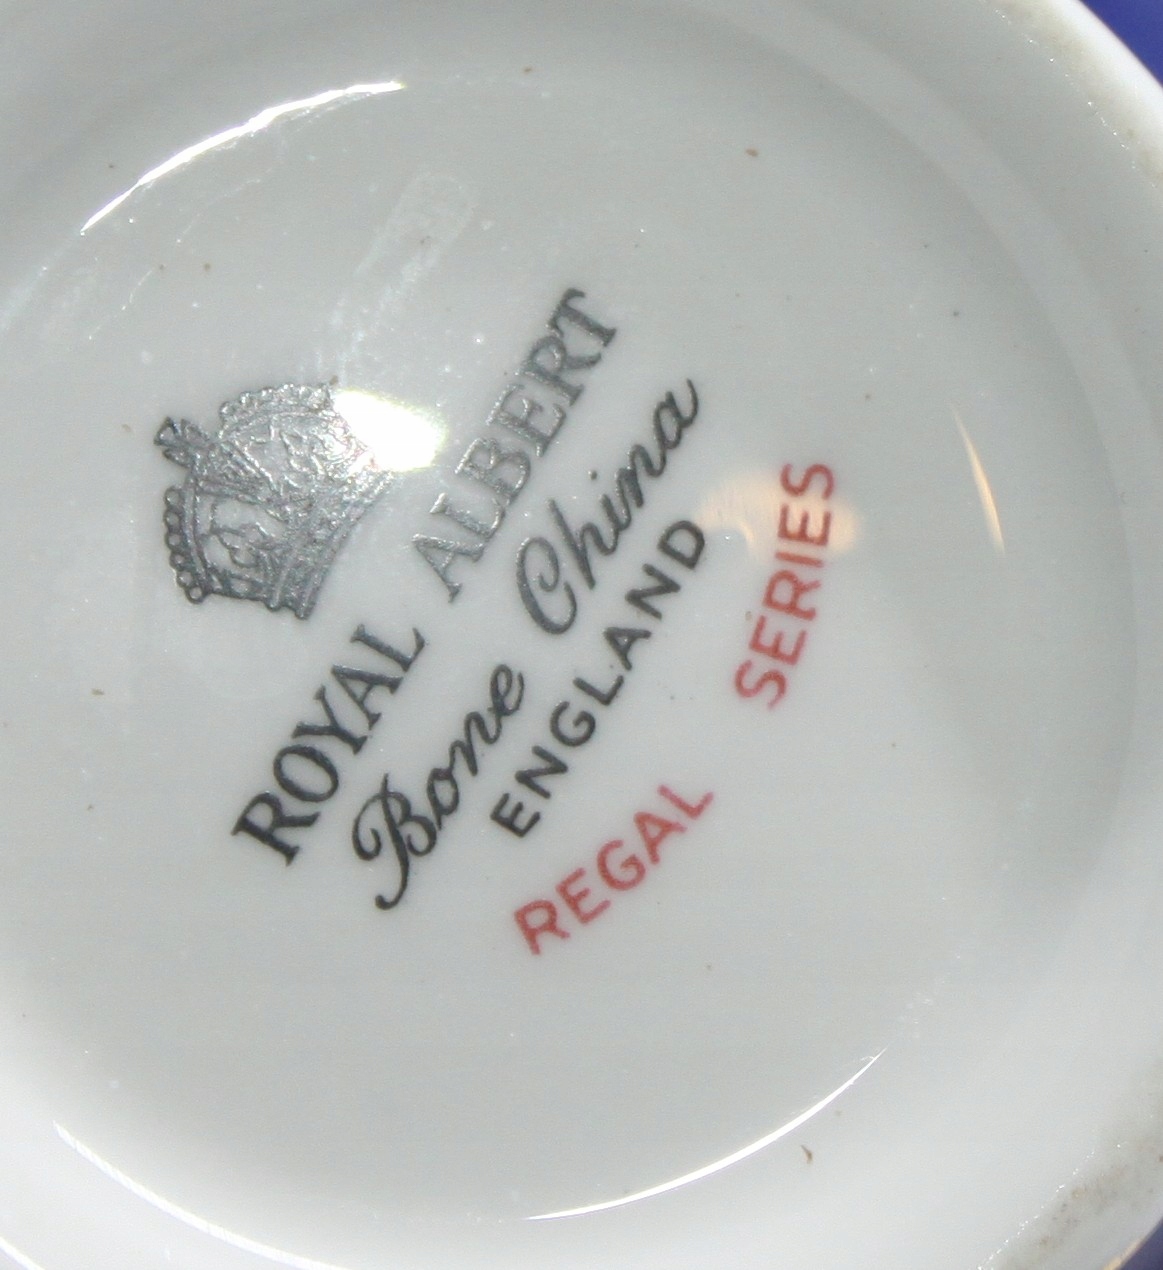 ROYAL ALBERT
Bone China
ENGLAND
REGAL SERIES